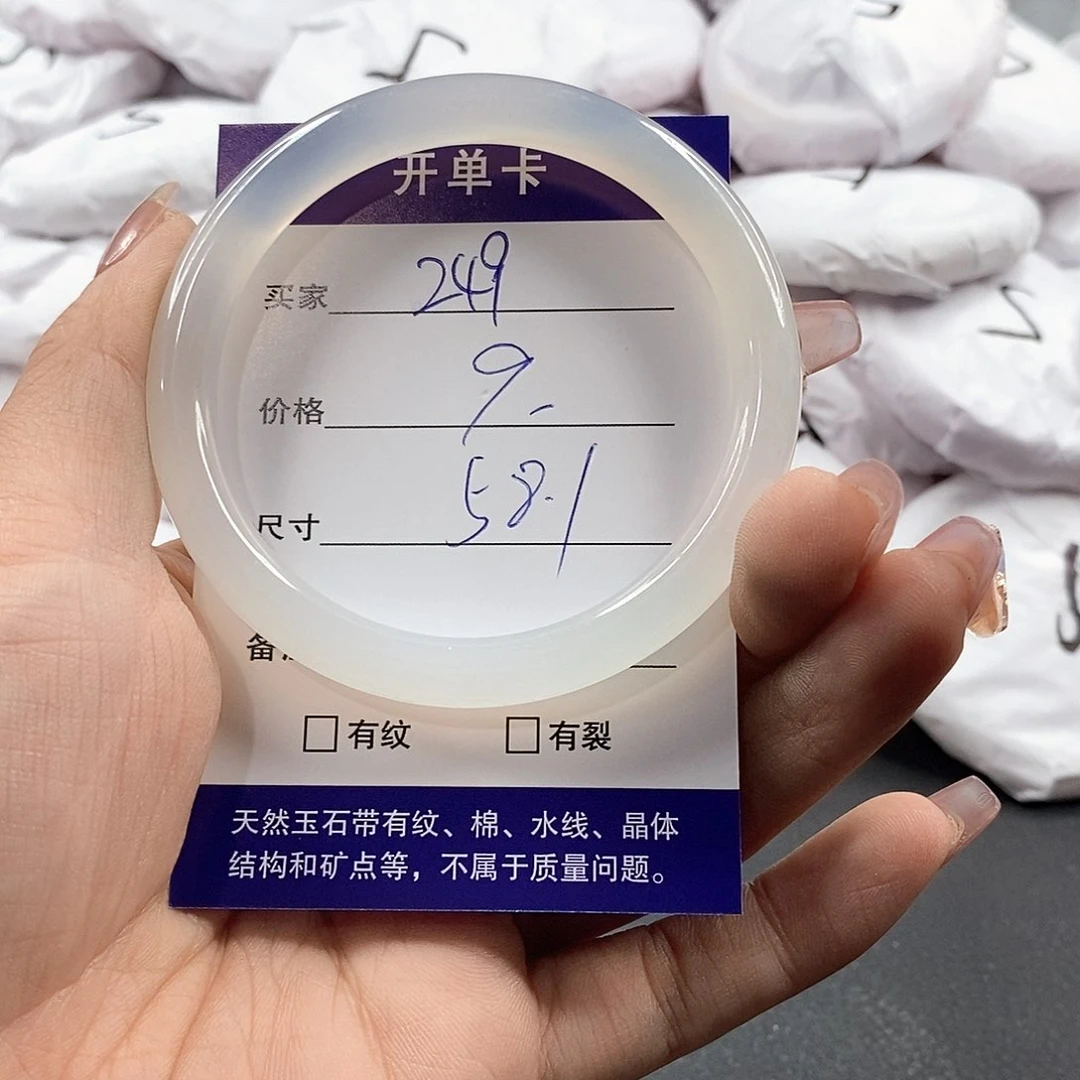 开单卡
买家 249
价格 9.-
尺寸 58.1
备
□有纹 □有裂
天然玉石带有纹、棉、水线、晶体
结构和矿点等，不属于质量问题。